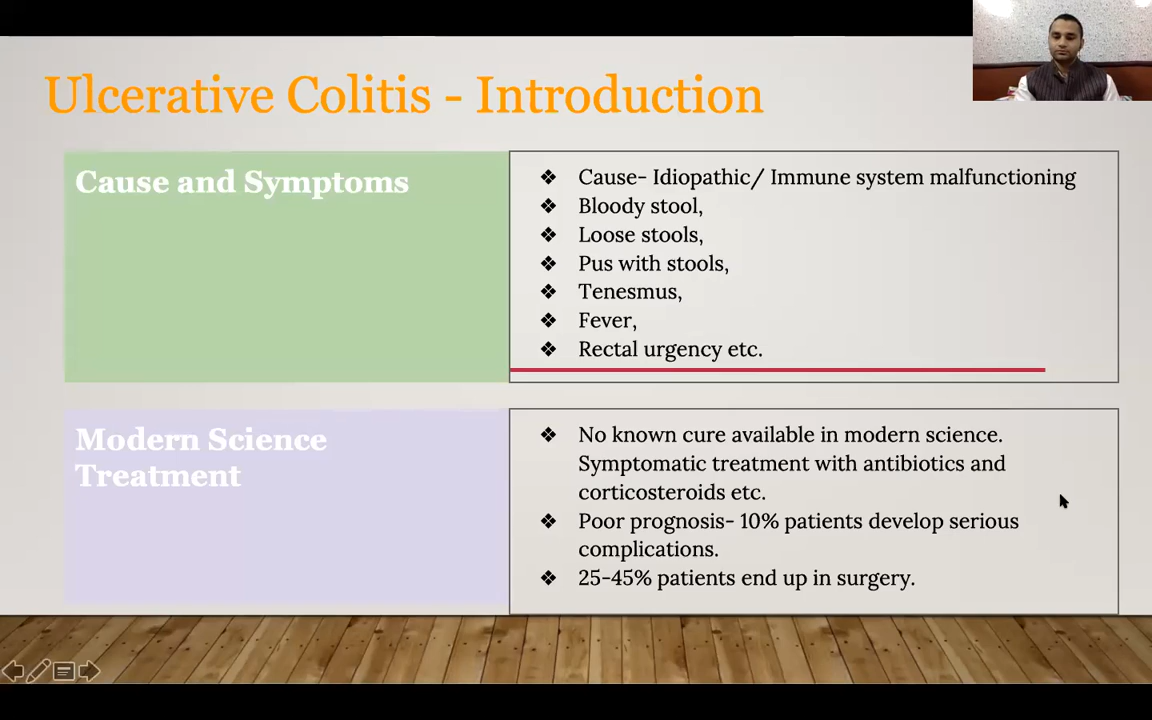 Ulcerative Colitis - Introduction
Cause and Symptoms
❖ Cause- Idiopathic/ Immune system malfunctioning
❖ Bloody stool,
❖ Loose stools,
❖ Pus with stools,
❖ Tenesmus,
❖ Fever,
❖ Rectal urgency etc.
Modern Science
Treatment
❖ No known cure available in modern science.
Symptomatic treatment with antibiotics and
corticosteroids etc.
❖ Poor prognosis- 10% patients develop serious
complications.
❖ 25-45% patients end up in surgery.